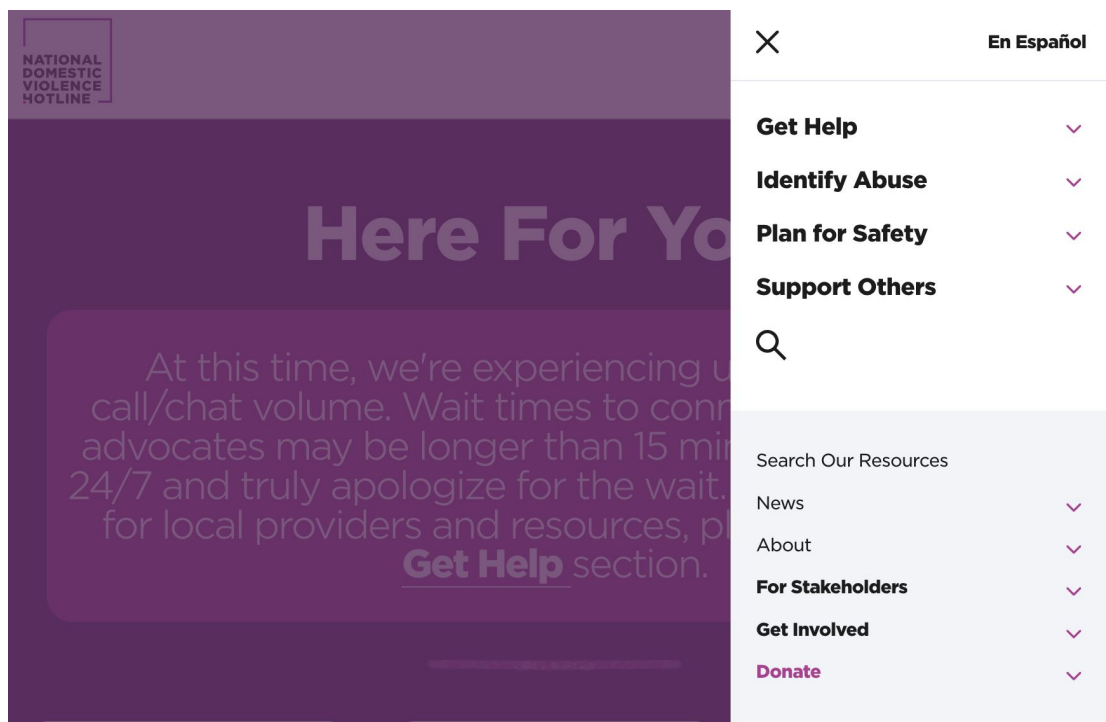 NATIONAL
DOMESTIC
VIOLENCE
HOTLINE
Here For Yo
At this time, we're experiencing u
call/chat volume. Wait times to conn
advocates may be longer than 15 min
24/7 and truly apologize for the wait.
for local providers and resources, pl
Get Help section.
En Español
Get Help
Identify Abuse
Plan for Safety
Support Others
Search Our Resources
News
About
For Stakeholders
Get Involved
Donate